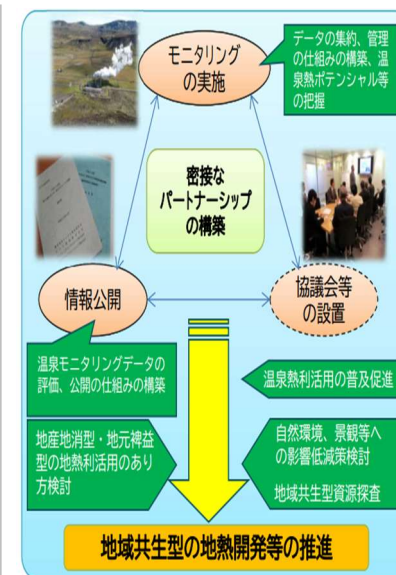 モニタリング
の実施
データの集約、管理
の仕組みの構築、温
泉熱ポテンシャル等
の把握
密接な
パートナーシップ
の構築
情報公開
協議会等
の設置
温泉モニタリングデータの
評価、公開の仕組みの構築
温泉熱利活用の普及促進
地産地消型・地元裨益
型の地熱利活用のあり
方検討
自然環境、景観等へ
の影響低減策検討
地域共生型資源探査
地域共生型の地熱開発等の推進